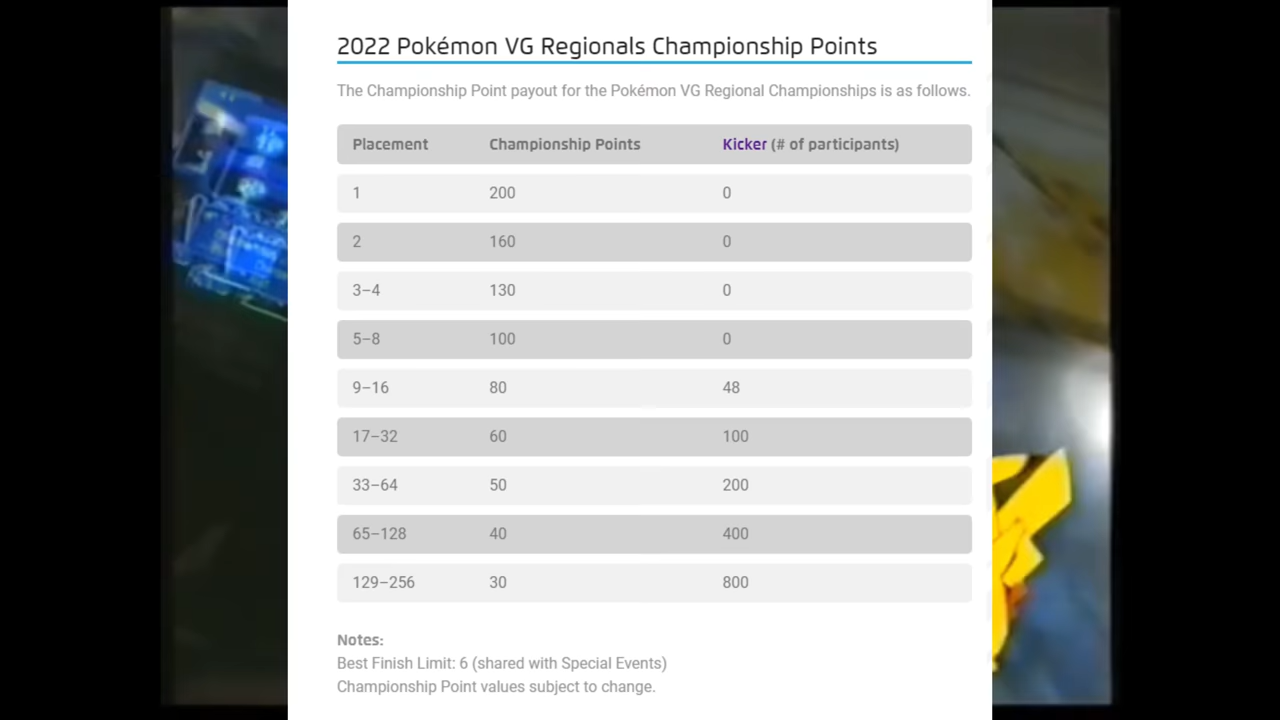 2022 Pokémon VG Regionals Championship Points
The Championship Point payout for the Pokémon VG Regional Championships is as follows.
Placement Championship Points Kicker (# of participants)
1 200 0
2 160 0
3–4 130 0
5–8 100 0
9–16 80 48
17–32 60 100
33–64 50 200
65–128 40 400
129–256 30 800
Notes:
Best Finish Limit: 6 (shared with Special Events)
Championship Point values subject to change.